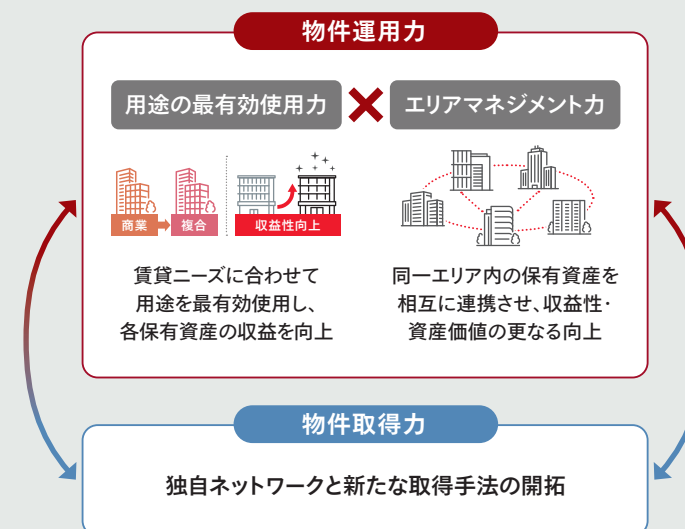 物件運用力
用途の最有効使用力
エリアマネジメント力
商業
複合
収益性向上
賃貸ニーズに合わせて
用途を最有効使用し、
各保有資産の収益を向上
同一エリア内の保有資産を
相互に連携させ、収益性・
資産価値の更なる向上
物件取得力
独自ネットワークと新たな取得手法の開拓